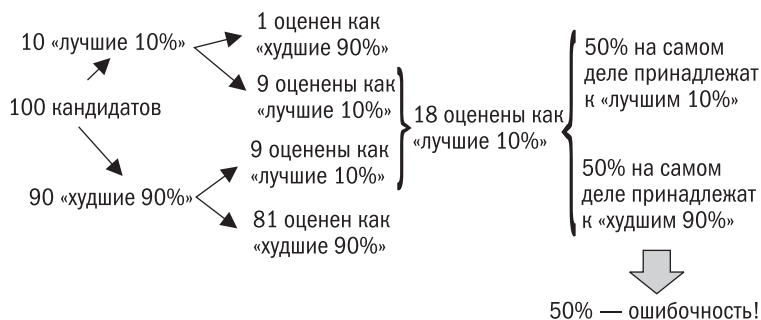 10 «лучшие 10%»
1 оценен как
«худшие 90%»
9 оценены как
«лучшие 10%»
100 кандидатов
90 «худшие 90%»
9 оценены как
«лучшие 10%»
81 оценен как
«худшие 90%»
18 оценены как
«лучшие 10%»
50% на самом
деле принадлежат
к «лучшим 10%»
50% на самом
деле принадлежат
к «худшим 90%»
50% — ошибочность!